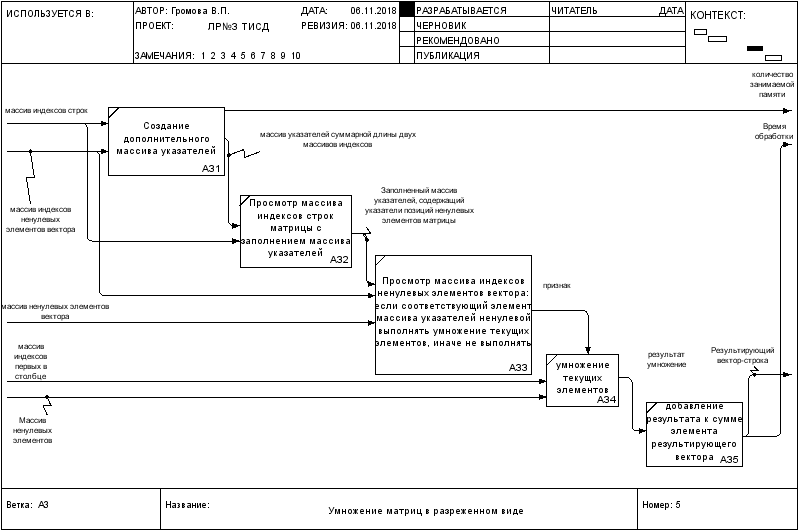 ИСПОЛЬЗУЕТСЯ В:
АВТОР: Громова В.П.
ДАТА: 06.11.2018
ПРОЕКТ: ЛР№3 ТИСД
РЕВИЗИЯ: 06.11.2018
ЗАМЕЧАНИЯ: 1 2 3 4 5 6 7 8 9 10
РАЗРАБАТЫВАЕТСЯ
ЧЕРНОВИК
РЕКОМЕНДОВАНО
ПУБЛИКАЦИЯ
ЧИТАТЕЛЬ ДАТА
КОНТЕКСТ:
количество
занимаемой
памяти
массив индексов строк
Создание
дополнительного
массива указателей
A31
Время
обработки
массив указателей суммарной длины двух
массивов индексов
массив индексов
ненулевых
элементов вектора
Просмотр массива
индексов строк
матрицы с
заполнением массива
указателей
A32
Заполненный массив
указателей, содержащий
указатели позиций ненулевых
элементов матрицы
Просмотр массива индексов
ненулевых элементов вектора:
если соответствующий элемент
массива указателей ненулевой
выполнять умножение текущих
элементов, иначе не выполнять
A33
признак
массив ненулевых элементов
вектора
массив
индексов
первых в
столбце
умножение
текущих
элементов
A34
результат
умножение
Результирующий
вектор-строка
Массив
ненулевых
элементов
добавление
результата к сумме
элемента
результирующего
вектора
A35
Ветка: A3
Название:
Умножение матриц в разреженном виде
Номер: 5